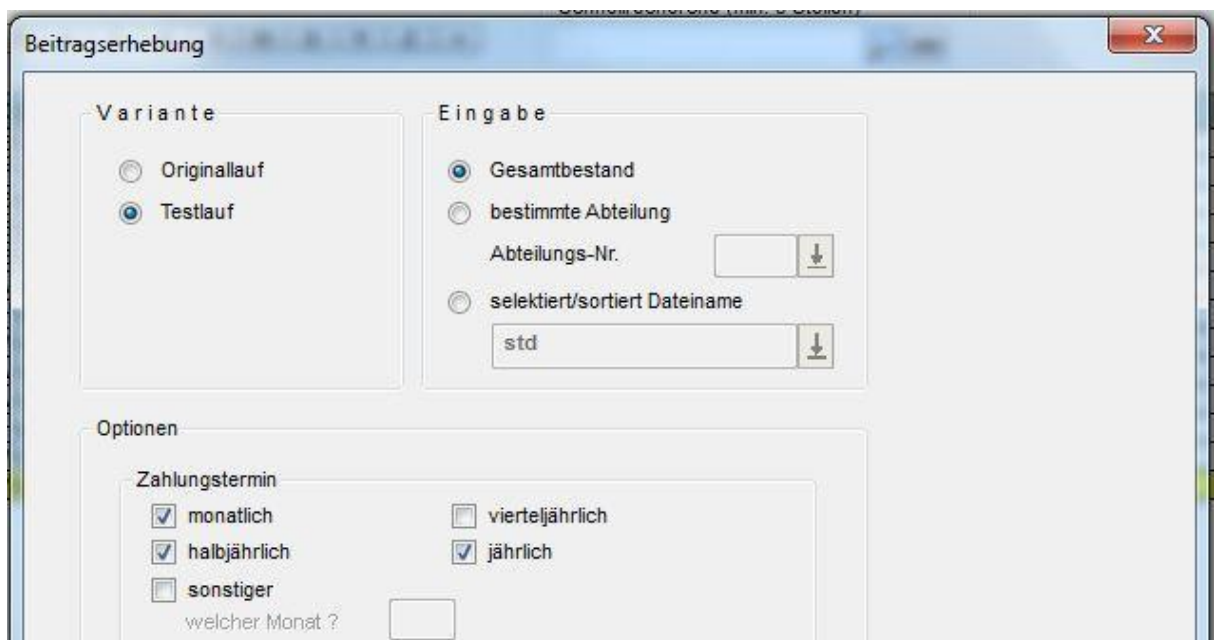 Beitragserhebung
Variante
Originallauf
Testlauf
Eingabe
Gesamtbestand
bestimmte Abteilung
Abteilungs-Nr.
selektiert/sortiert Dateiname
std
Optionen
Zahlungstermin
monatlich vierteljährlich
halbjährlich jährlich
sonstiger
welcher Monat ?